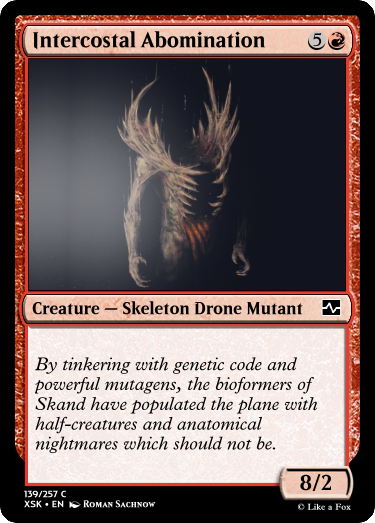 Intercostal Abomination 5
Creature — Skeleton Drone Mutant
By tinkering with genetic code and
powerful mutagens, the bioformers of
Skand have populated the plane with
half-creatures and anatomical
nightmares which should not be.
8/2
139/257 C
XSK • EN Roman Sachnow
© Like a Fox